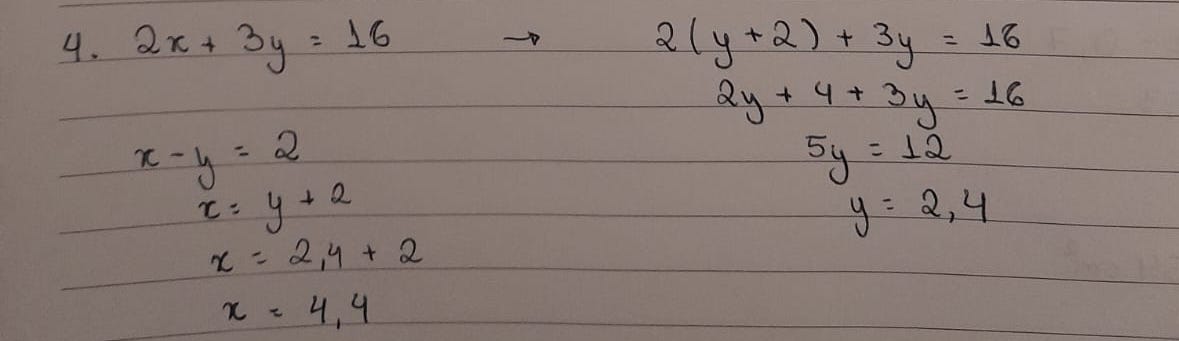 4. 2x + 3y = 16 → 2(y+2) + 3y = 16
2y + 4 + 3y = 16
x - y = 2
5y = 12
x = y + 2
y = 2,4
x = 2,4 + 2
x = 4,4